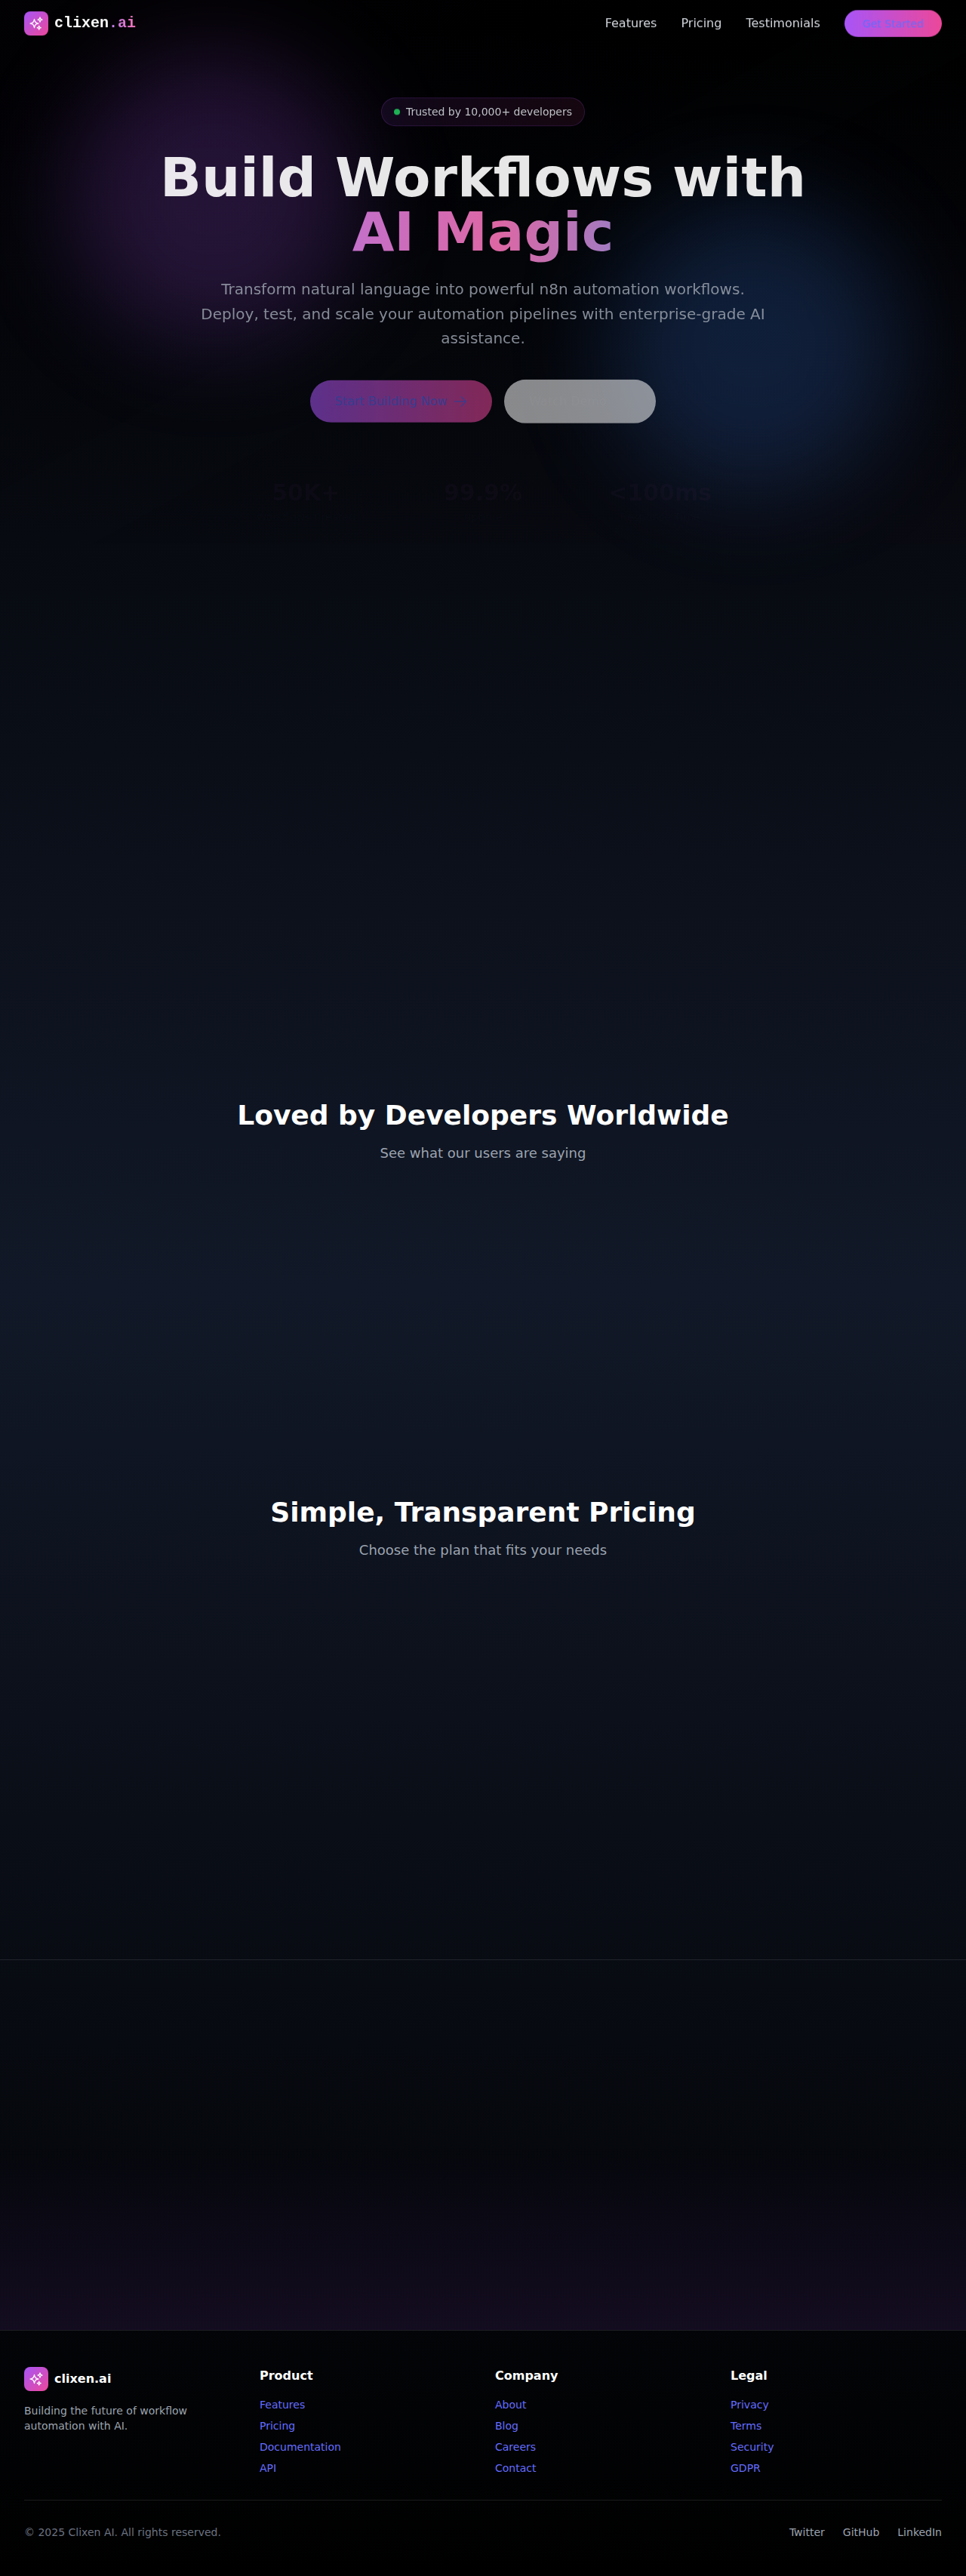 clixen.ai
Features
Pricing
Testimonials
Get Started
Trusted by 10,000+ developers
Build Workflows with
AI Magic
Transform natural language into powerful n8n automation workflows.
Deploy, test, and scale your automation pipelines with enterprise-grade AI
assistance.
Start Building Now →
50K+
99.9%
<100ms
Loved by Developers Worldwide
See what our users are saying
Simple, Transparent Pricing
Choose the plan that fits your needs
clixen.ai
Building the future of workflow
automation with AI.
Product
Features
Pricing
Documentation
API
Company
About
Blog
Careers
Contact
Legal
Privacy
Terms
Security
GDPR
© 2025 Clixen AI. All rights reserved.
Twitter
GitHub
LinkedIn